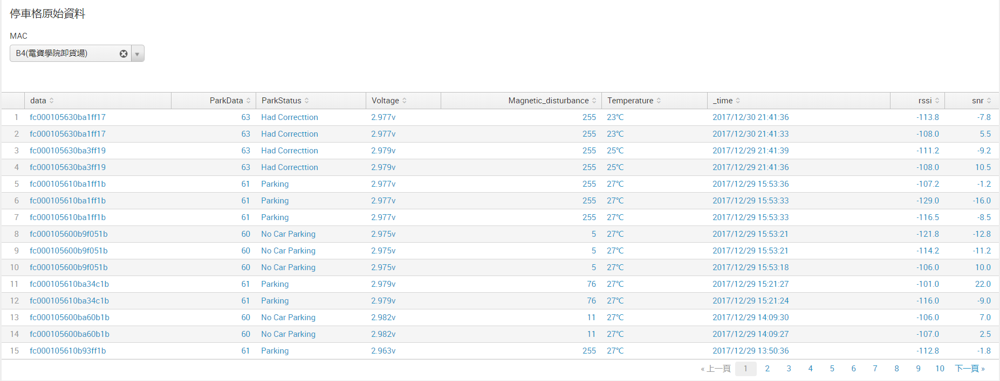 停車格原始資料
MAC
B4(電資學院卸貨場)
data ParkData ParkStatus Voltage Magnetic_disturbance Temperature _time rssi snr
1 fc000105630ba1ff17 63 Had Correcttion 2.977v 255 23℃ 2017/12/30 21:41:36 -113.8 -7.8
2 fc000105630ba1ff17 63 Had Correcttion 2.977v 255 23℃ 2017/12/30 21:41:33 -108.0 5.5
3 fc000105630ba3ff19 63 Had Correcttion 2.979v 255 25℃ 2017/12/29 21:41:39 -111.2 -9.2
4 fc000105630ba3ff19 63 Had Correcttion 2.979v 255 25℃ 2017/12/29 21:41:36 -108.0 10.5
5 fc000105610ba1ff1b 61 Parking 2.977v 255 27℃ 2017/12/29 15:53:36 -107.2 -1.2
6 fc000105610ba1ff1b 61 Parking 2.977v 255 27℃ 2017/12/29 15:53:33 -129.0 -16.0
7 fc000105610ba1ff1b 61 Parking 2.977v 255 27℃ 2017/12/29 15:53:33 -116.5 -8.5
8 fc000105600b9f051b 60 No Car Parking 2.975v 5 27℃ 2017/12/29 15:53:21 -121.8 -12.8
9 fc000105600b9f051b 60 No Car Parking 2.975v 5 27℃ 2017/12/29 15:53:21 -114.2 -11.2
10 fc000105600b9f051b 60 No Car Parking 2.975v 5 27℃ 2017/12/29 15:53:18 -106.0 10.0
11 fc000105610ba34c1b 61 Parking 2.979v 76 27℃ 2017/12/29 15:21:27 -101.0 22.0
12 fc000105610ba34c1b 61 Parking 2.979v 76 27℃ 2017/12/29 15:21:24 -116.0 -9.0
13 fc000105600ba60b1b 60 No Car Parking 2.982v 11 27℃ 2017/12/29 14:09:30 -106.0 7.0
14 fc000105600ba60b1b 60 No Car Parking 2.982v 11 27℃ 2017/12/29 14:09:27 -107.0 2.5
15 fc000105610b93ff1b 61 Parking 2.963v 255 27℃ 2017/12/29 13:50:36 -112.8 -1.8
« 上一頁 1 2 3 4 5 6 7 8 9 10 下一頁 »